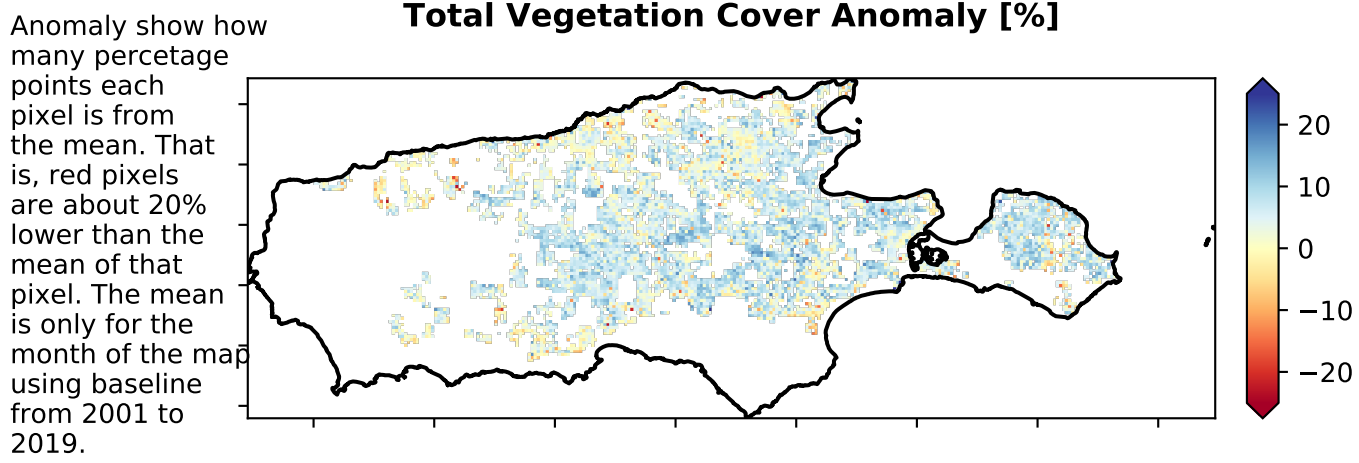 Total Vegetation Cover Anomaly [%]
Anomaly show how
many percetage
points each
pixel is from
the mean. That
is, red pixels
are about 20%
lower than the
mean of that
pixel. The mean
is only for the
month of the map
using baseline
from 2001 to
2019.
20
10
0
−10
−20